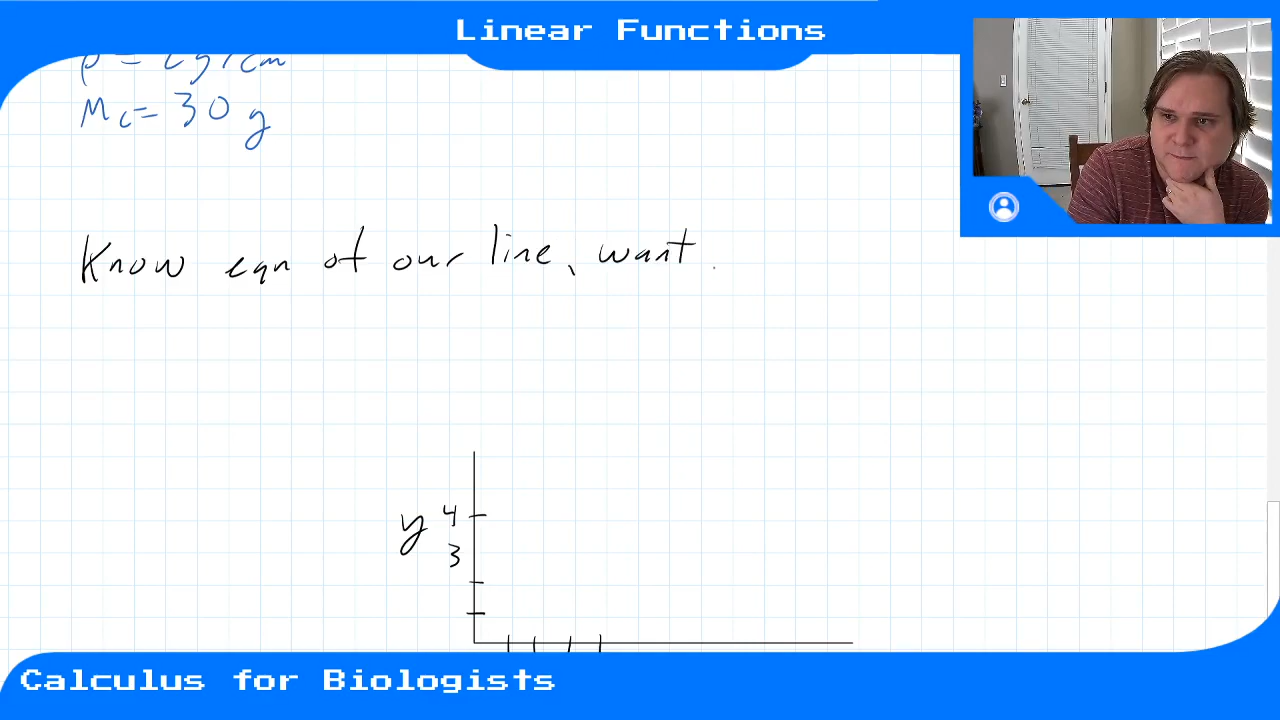 Linear Functions
Mc = 30 g
Know eqn of our line, want
y 4
3
Calculus for Biologists